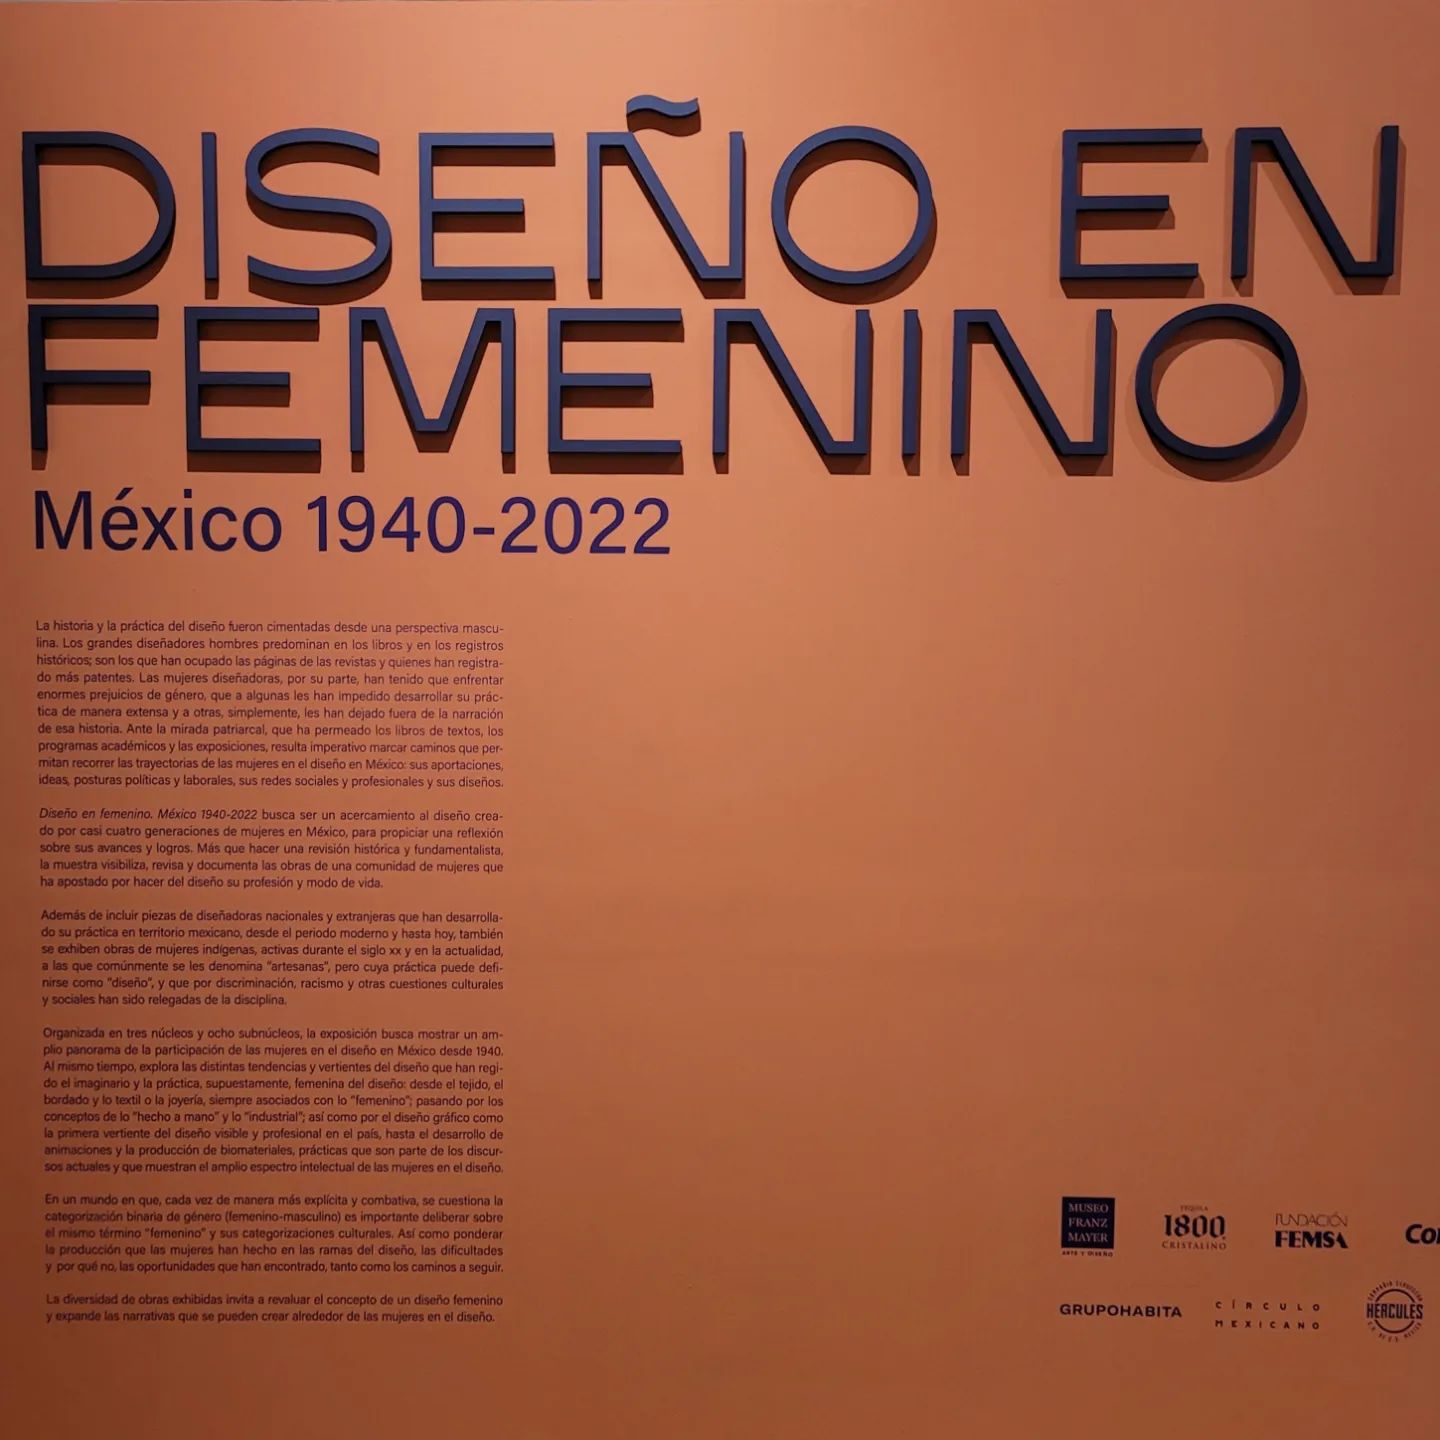 DISEÑO EN
FEMENINO
México 1940-2022
La historia y la práctica del diseño fueron cimentadas desde una perspectiva mascu-
lina. Los grandes diseñadores hombres predominan en los libros y en los registros
históricos; son los que han ocupado las páginas de las revistas y quienes han registra-
do más patentes. Las mujeres diseñadoras, por su parte, han tenido que enfrentar
enormes prejuicios de género, que a algunas les han impedido desarrollar su prác-
tica de manera extensa y a otras, simplemente, les han dejado fuera de la narración
de esa historia. Ante la mirada patriarcal, que ha permeado los libros de textos, los
programas académicos y las exposiciones, resulta imperativo marcar caminos que per-
mitan recorrer las trayectorias de las mujeres en el diseño en México: sus aportaciones,
ideas, posturas políticas y laborales, sus redes sociales y profesionales y sus diseños.
Diseño en femenino. México 1940-2022 busca ser un acercamiento al diseño crea-
do por casi cuatro generaciones de mujeres en México, para propiciar una reflexión
sobre sus avances y logros. Más que hacer una revisión histórica y fundamentalista,
la muestra visibiliza, revisa y documenta las obras de una comunidad de mujeres que
ha apostado por hacer del diseño su profesión y modo de vida.
Además de incluir piezas de diseñadoras nacionales y extranjeras que han desarrolla-
do su práctica en territorio mexicano, desde el periodo moderno y hasta hoy, también
se exhiben obras de mujeres indígenas, activas durante el siglo xx y en la actualidad,
a las que comúnmente se les denomina "artesanas", pero cuya práctica puede defi-
nirse como "diseño", y que por discriminación, racismo y otras cuestiones culturales
y sociales han sido relegadas de la disciplina.
Organizada en tres núcleos y ocho subnúcleos, la exposición busca mostrar un am-
plio panorama de la participación de las mujeres en el diseño en México desde 1940.
Al mismo tiempo, explora las distintas tendencias y vertientes del diseño que han regi-
do el imaginario y la práctica, supuestamente, femenina del diseño: desde el tejido, el
bordado y lo textil o la joyería, siempre asociados con lo "femenino"; pasando por los
conceptos de lo "hecho a mano" y lo "industrial"; así como por el diseño gráfico como
la primera vertiente del diseño visible y profesional en el país, hasta el desarrollo de
animaciones y la producción de biomateriales, prácticas que son parte de los discur-
sos actuales y que muestran el amplio espectro intelectual de las mujeres en el diseño.
En un mundo en que, cada vez de manera más explícita y combativa, se cuestiona la
categorización binaria de género (femenino-masculino) es importante deliberar sobre
el mismo término "femenino" y sus categorizaciones culturales. Así como ponderar
la producción que las mujeres han hecho en las ramas del diseño, las dificultades
y por qué no, las oportunidades que han encontrado, tanto como los caminos a seguir.
La diversidad de obras exhibidas invita a revaluar el concepto de un diseño femenino
y expande las narrativas que se pueden crear alrededor de las mujeres en el diseño.
MUSEO
FRANZ
MAYER
ARTE Y DISEÑO
TEQUILA
1800
CRISTALINO
FUNDACIÓN
FEMSA
Co
GRUPOHABITA
CÍRCULO
MEXICANO
HÉRCULES